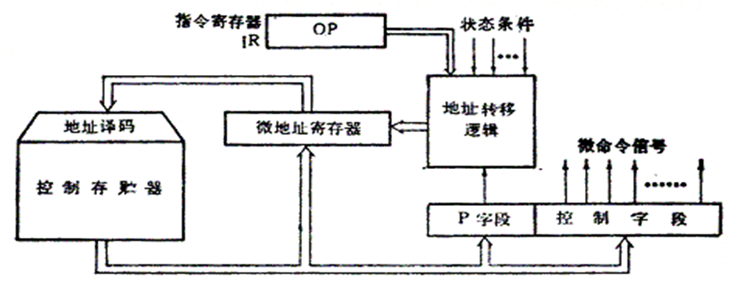 指令寄存器
IR
OP
状态条件
地址译码
微地址寄存器
地址转移
逻辑
微命令信号
控制存贮器
P字段
控制字段